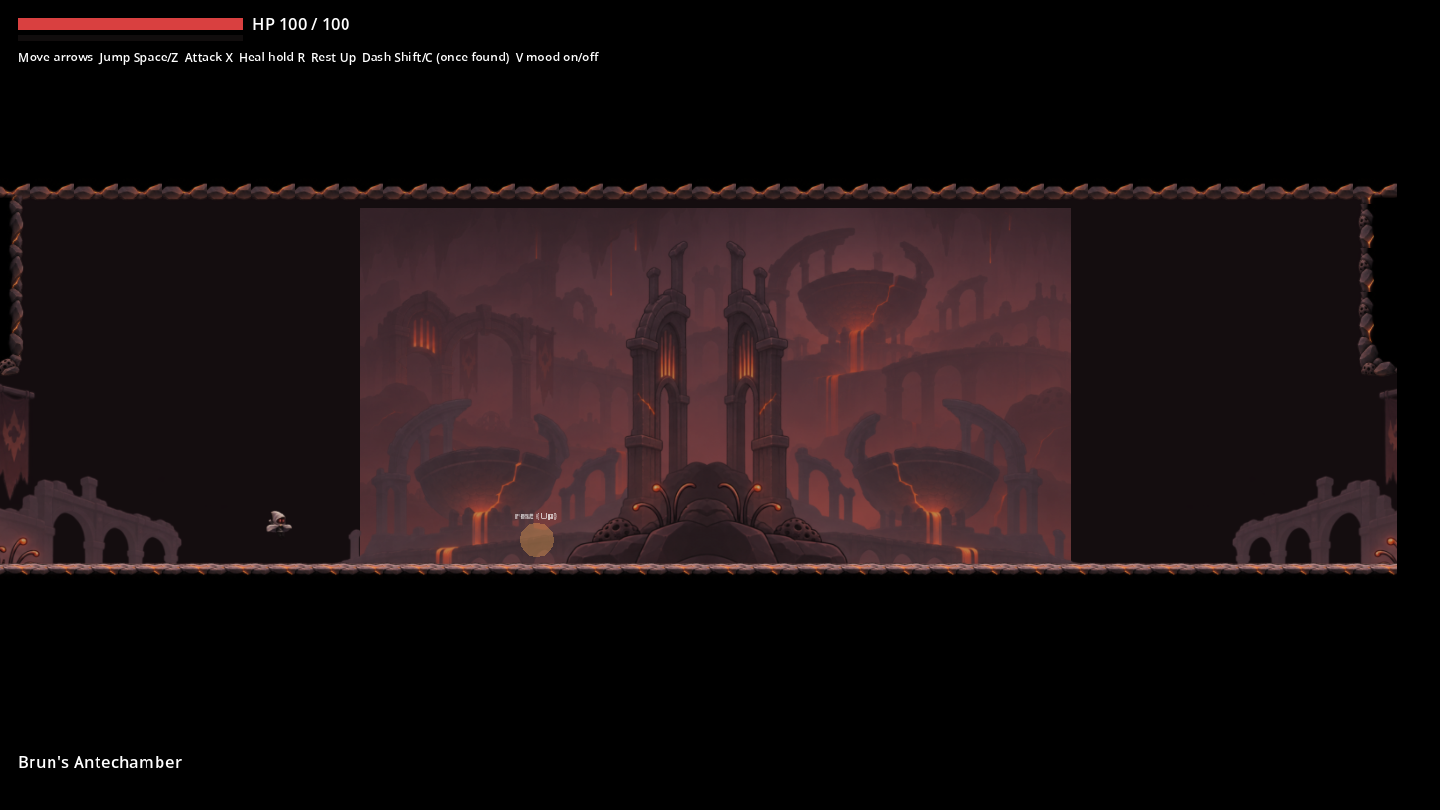 HP 100 / 100
Move arrows Jump Space/Z Attack X Heal hold R Rest Up Dash Shift/C (once found) V mood on/off
rest (Up)
Brun's Antechamber